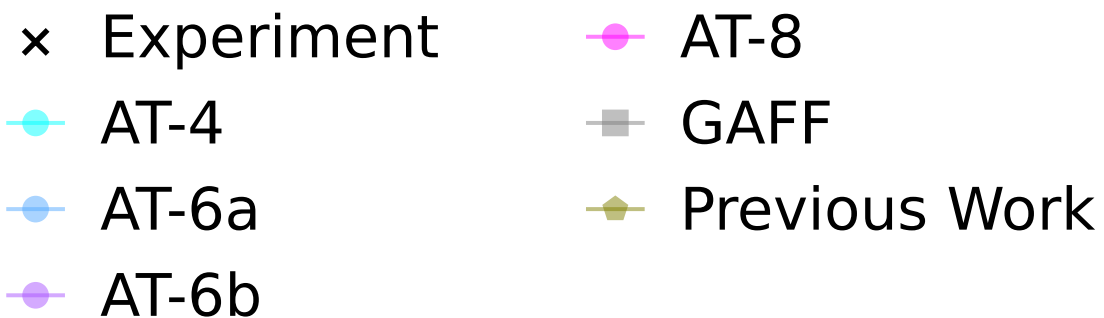 Experiment
AT-4
AT-6a
AT-6b
AT-8
GAFF
Previous Work